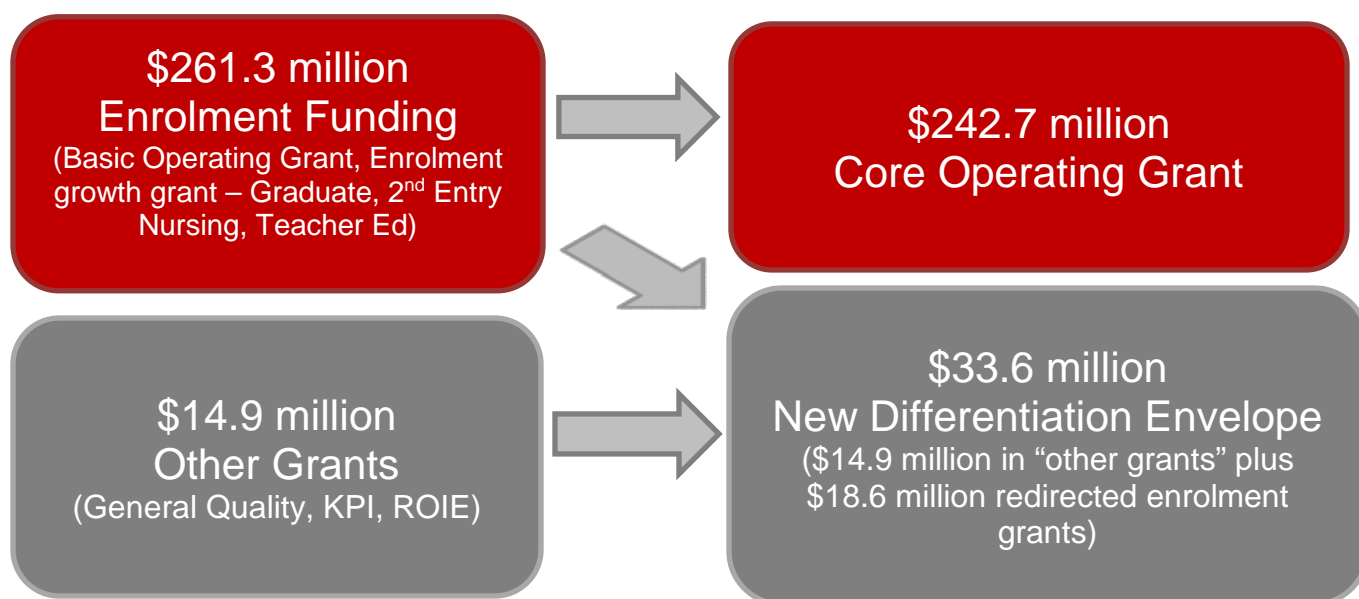 $261.3 million
Enrolment Funding
(Basic Operating Grant, Enrolment
growth grant – Graduate, 2nd Entry
Nursing, Teacher Ed)
$242.7 million
Core Operating Grant
$14.9 million
Other Grants
(General Quality, KPI, ROIE)
$33.6 million
New Differentiation Envelope
($14.9 million in “other grants” plus
$18.6 million redirected enrolment
grants)